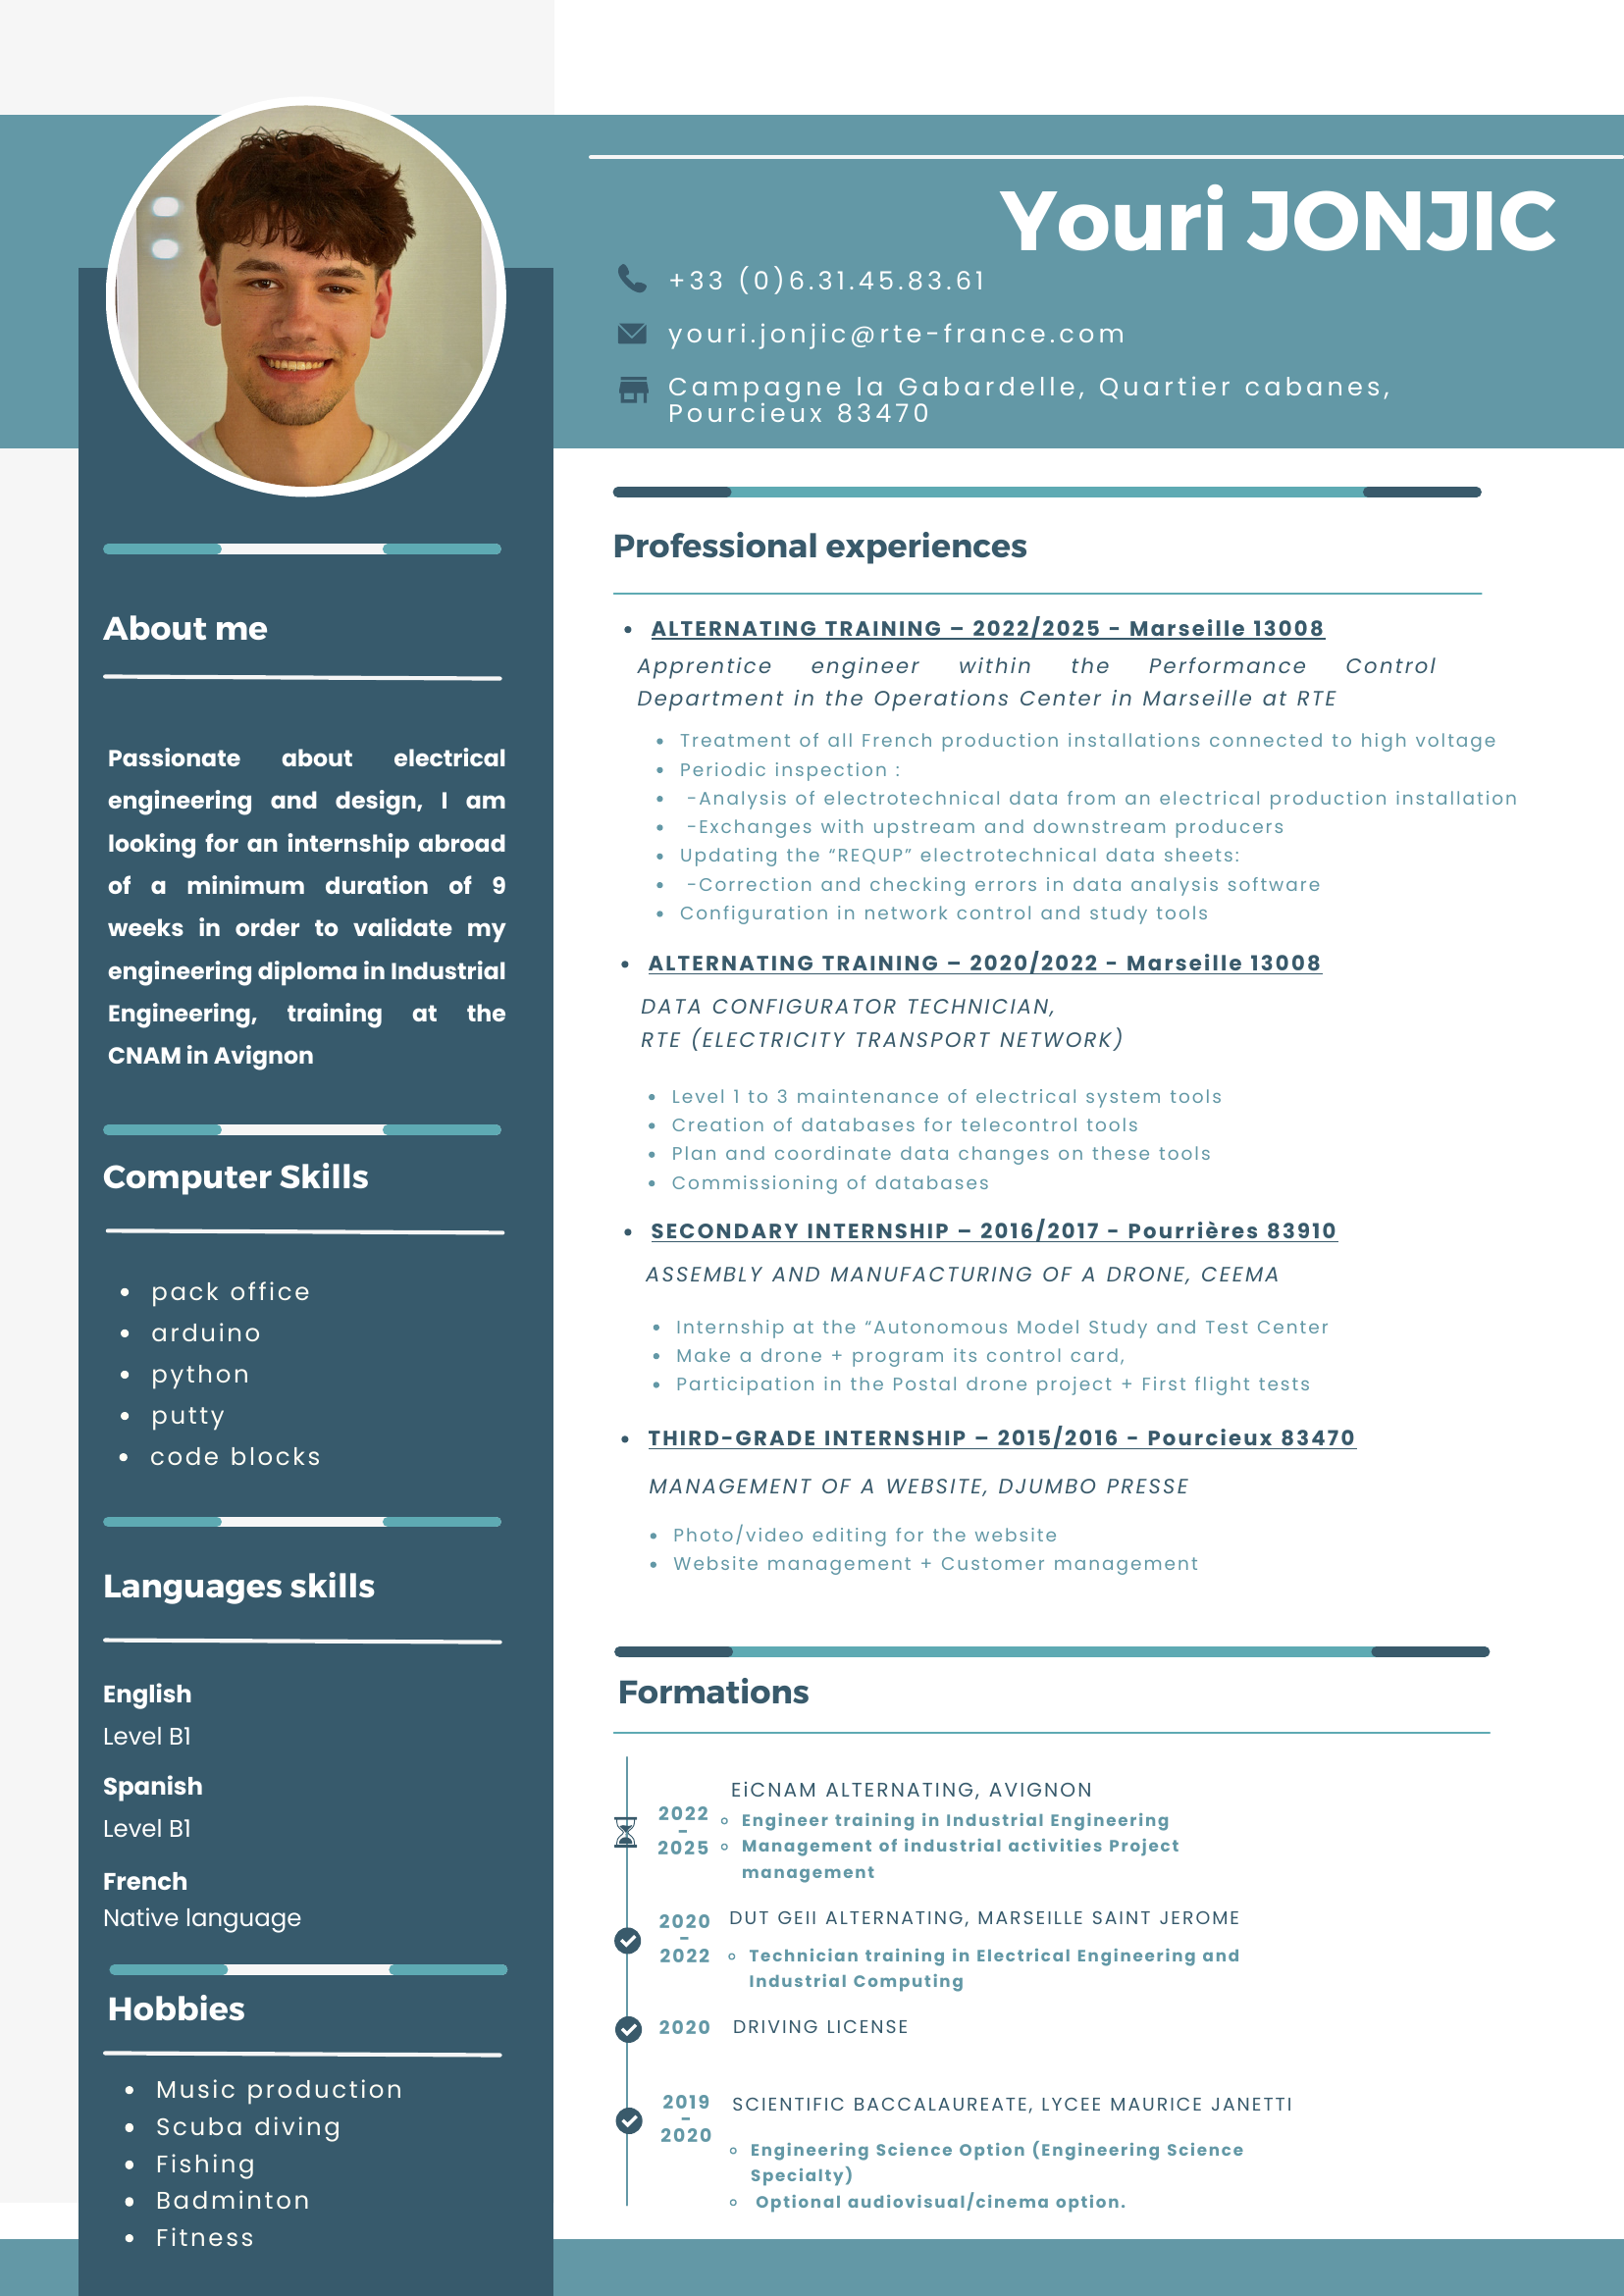 Youri JONJIC
+33 (0)6.31.45.83.61
youri.jonjic@rte-france.com
Campagne la Gabardelle, Quartier cabanes,
Pourcieux 83470
About me
Passionate about electrical
engineering and design, I am
looking for an internship abroad
of a minimum duration of 9
weeks in order to validate my
engineering diploma in Industrial
Engineering, training at the
CNAM in Avignon
Computer Skills
• pack office
• arduino
• python
• putty
• code blocks
Languages skills
English
Level B1
Spanish
Level B1
French
Native language
Hobbies
• Music production
• Scuba diving
• Fishing
• Badminton
• Fitness
Professional experiences
• ALTERNATING TRAINING – 2022/2025 - Marseille 13008
Apprentice engineer within the Performance Control
Department in the Operations Center in Marseille at RTE
• Treatment of all French production installations connected to high voltage
• Periodic inspection :
• -Analysis of electrotechnical data from an electrical production installation
• -Exchanges with upstream and downstream producers
• Updating the “REQUP” electrotechnical data sheets:
• -Correction and checking errors in data analysis software
• Configuration in network control and study tools
• ALTERNATING TRAINING – 2020/2022 - Marseille 13008
DATA CONFIGURATOR TECHNICIAN,
RTE (ELECTRICITY TRANSPORT NETWORK)
• Level 1 to 3 maintenance of electrical system tools
• Creation of databases for telecontrol tools
• Plan and coordinate data changes on these tools
• Commissioning of databases
• SECONDARY INTERNSHIP – 2016/2017 - Pourrières 83910
ASSEMBLY AND MANUFACTURING OF A DRONE, CEEMA
• Internship at the “Autonomous Model Study and Test Center
• Make a drone + program its control card,
• Participation in the Postal drone project + First flight tests
• THIRD-GRADE INTERNSHIP – 2015/2016 - Pourcieux 83470
MANAGEMENT OF A WEBSITE, DJUMBO PRESSE
• Photo/video editing for the website
• Website management + Customer management
Formations
2022
–
2025
EiCNAM ALTERNATING, AVIGNON
◦ Engineer training in Industrial Engineering
◦ Management of industrial activities Project
management
2020
–
2022
DUT GEII ALTERNATING, MARSEILLE SAINT JEROME
◦ Technician training in Electrical Engineering and
Industrial Computing
2020 DRIVING LICENSE
2019
–
2020
SCIENTIFIC BACCALAUREATE, LYCEE MAURICE JANETTI
◦ Engineering Science Option (Engineering Science
Specialty)
◦ Optional audiovisual/cinema option.